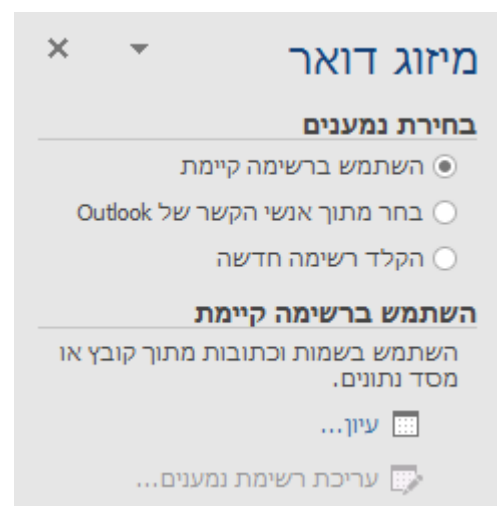 מיזוג דואר
בחירת נמענים
השתמש ברשימה קיימת
בחר מתוך אנשי הקשר של Outlook
הקלד רשימה חדשה
השתמש ברשימה קיימת
השתמש בשמות וכתובות מתוך קובץ או
מסד נתונים.
עיון...
עריכת רשימת נמענים...